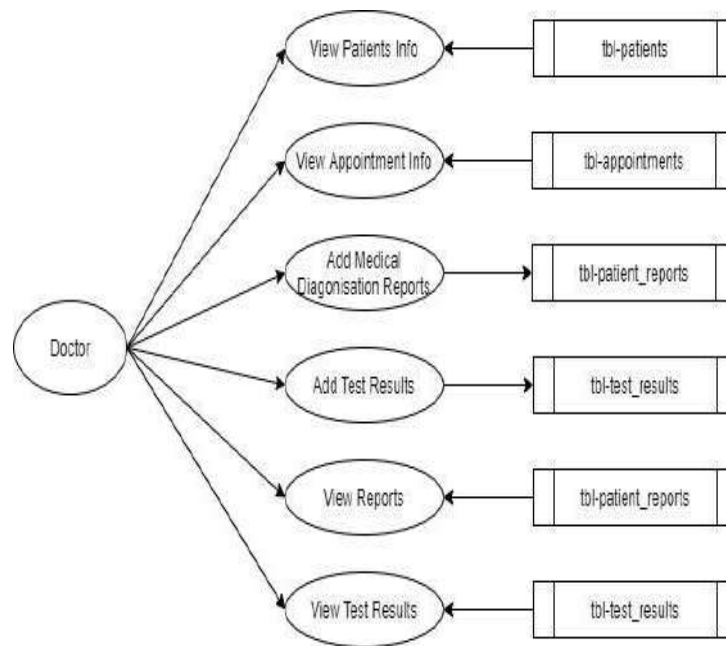 View Patients Info
tbl-patients
View Appointment Info
tbl-appointments
Add Medical
Diagonisation Reports
tbl-patient_reports
Doctor
Add Test Results
tbl-test_results
View Reports
tbl-patient_reports
View Test Results
tbl-test_results